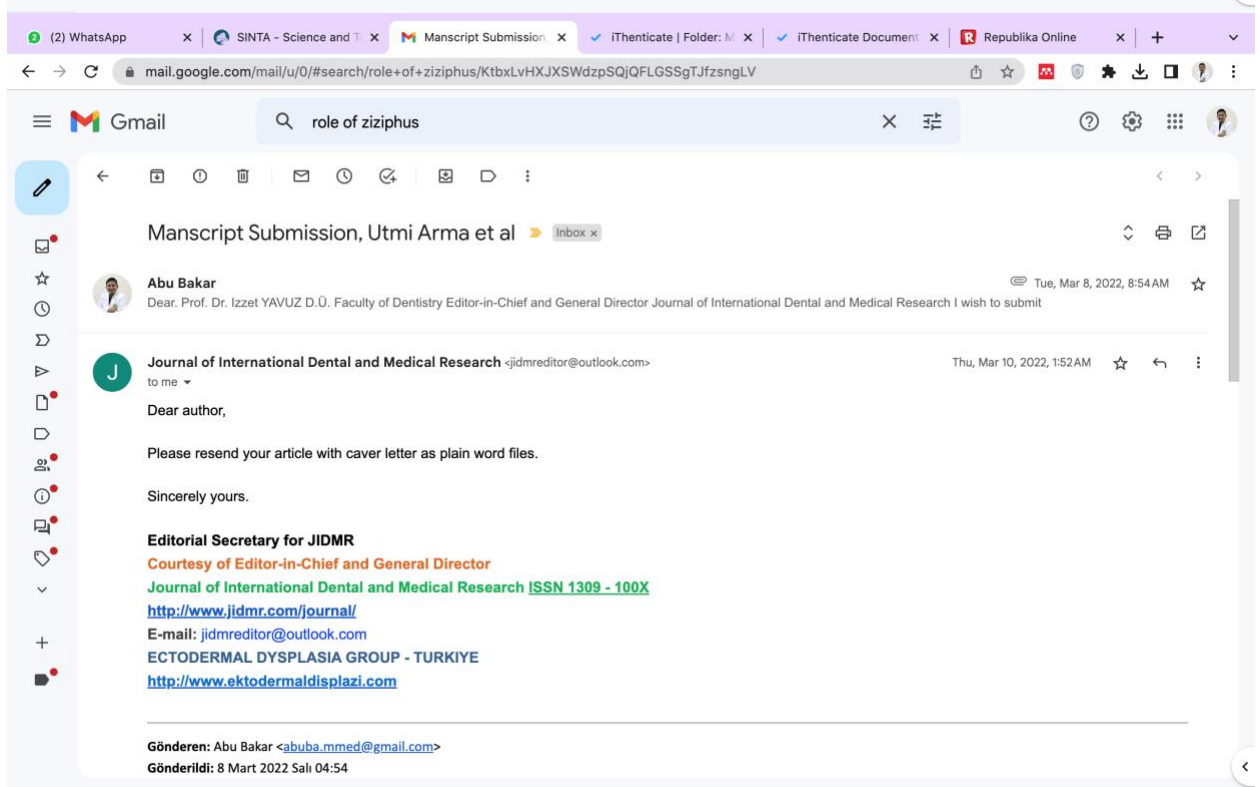 (2) WhatsApp
SINTA - Science and Te
Manscript Submission,
iThenticate | Folder: M
iThenticate Document
Republika Online
mail.google.com/mail/u/0/#search/role+of+ziziphus/KtbxLvHXJXSWdzpSQjQFLGSSgTJfzsngLV
Gmail
role of ziziphus
Manscript Submission, Utmi Arma et al
Inbox x
Abu Bakar
Tue, Mar 8, 2022, 8:54 AM
Dear. Prof. Dr. Izzet YAVUZ D.Ü. Faculty of Dentistry Editor-in-Chief and General Director Journal of International Dental and Medical Research I wish to submit
J
Journal of International Dental and Medical Research <jidmreditor@outlook.com>
Thu, Mar 10, 2022, 1:52 AM
to me
Dear author,
Please resend your article with caver letter as plain word files.
Sincerely yours.
Editorial Secretary for JIDMR
Courtesy of Editor-in-Chief and General Director
Journal of International Dental and Medical Research ISSN 1309 - 100X
http://www.jidmr.com/journal/
E-mail: jidmreditor@outlook.com
ECTODERMAL DYSPLASIA GROUP - TURKIYE
http://www.ektodermaldisplazi.com
Gönderen: Abu Bakar <abuba.mmed@gmail.com>
Gönderildi: 8 Mart 2022 Salı 04:54